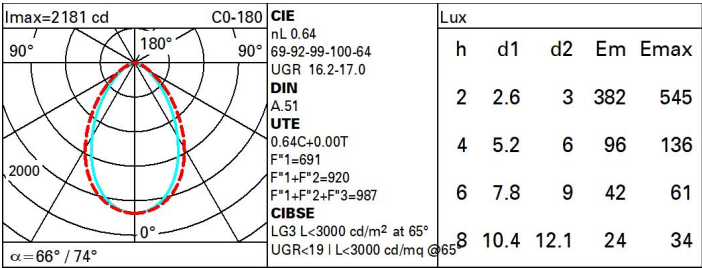 Imax=2181 cd C0-180
90° 180° 90°
2000
0°
α=66° / 74°
CIE
nL 0.64
69-92-99-100-64
UGR 16.2-17.0
DIN
A.51
UTE
0.64C+0.00T
F"1=691
F"1+F"2=920
F"1+F"2+F"3=987
CIBSE
LG3 L<3000 cd/m² at 65°
UGR<19 | L<3000 cd/mq @65°
Lux
h d1 d2 Em Emax
2 2.6 3 382 545
4 5.2 6 96 136
6 7.8 9 42 61
8 10.4 12.1 24 34